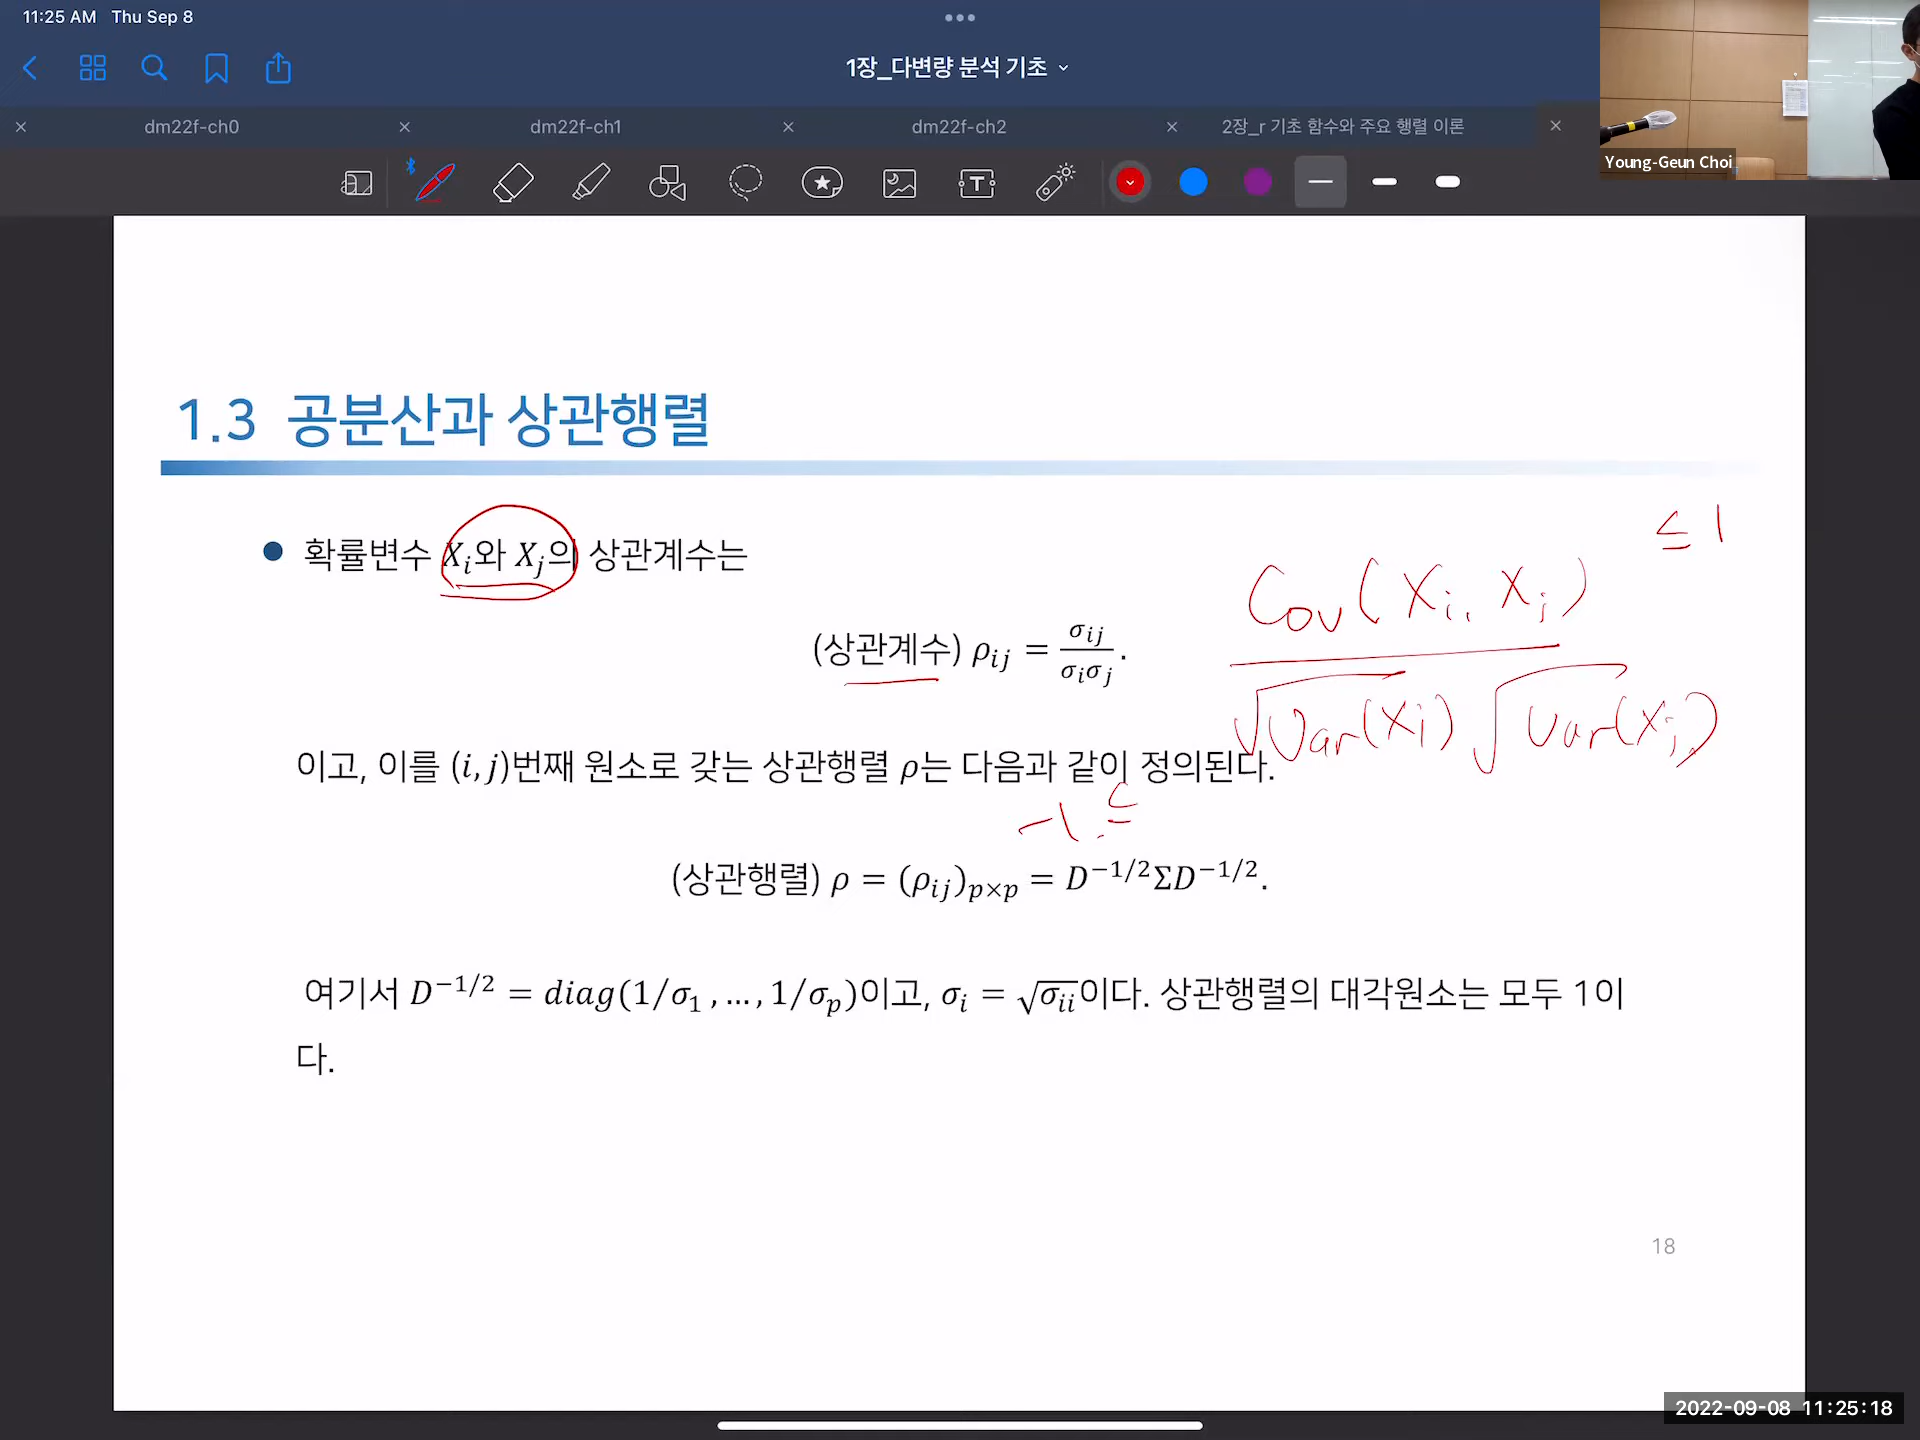 11:25 AM Thu Sep 8
1장_다변량 분석 기초
dm22f-ch0
dm22f-ch1
dm22f-ch2
2장_r 기초 함수와 주요 행렬 이론
Young-Geun Choi
1.3 공분산과 상관행렬
확률변수 X_i와 X_j의 상관계수는
≤ 1
Cov(X_i, X_j)
(상관계수) ρ_ij = σ_ij / σ_iσ_j.
√Var(X_i) √Var(X_j)
이고, 이를 (i,j)번째 원소로 갖는 상관행렬 ρ는 다음과 같이 정의된다.
-1 ≤
(상관행렬) ρ = (ρ_ij)_p×p = D^−1/2ΣD^−1/2.
여기서 D^−1/2 = diag(1/σ_1 , … , 1/σ_p)이고, σ_i = √σ_ii이다. 상관행렬의 대각원소는 모두 1이
다.
18
2022-09-08 11:25:18